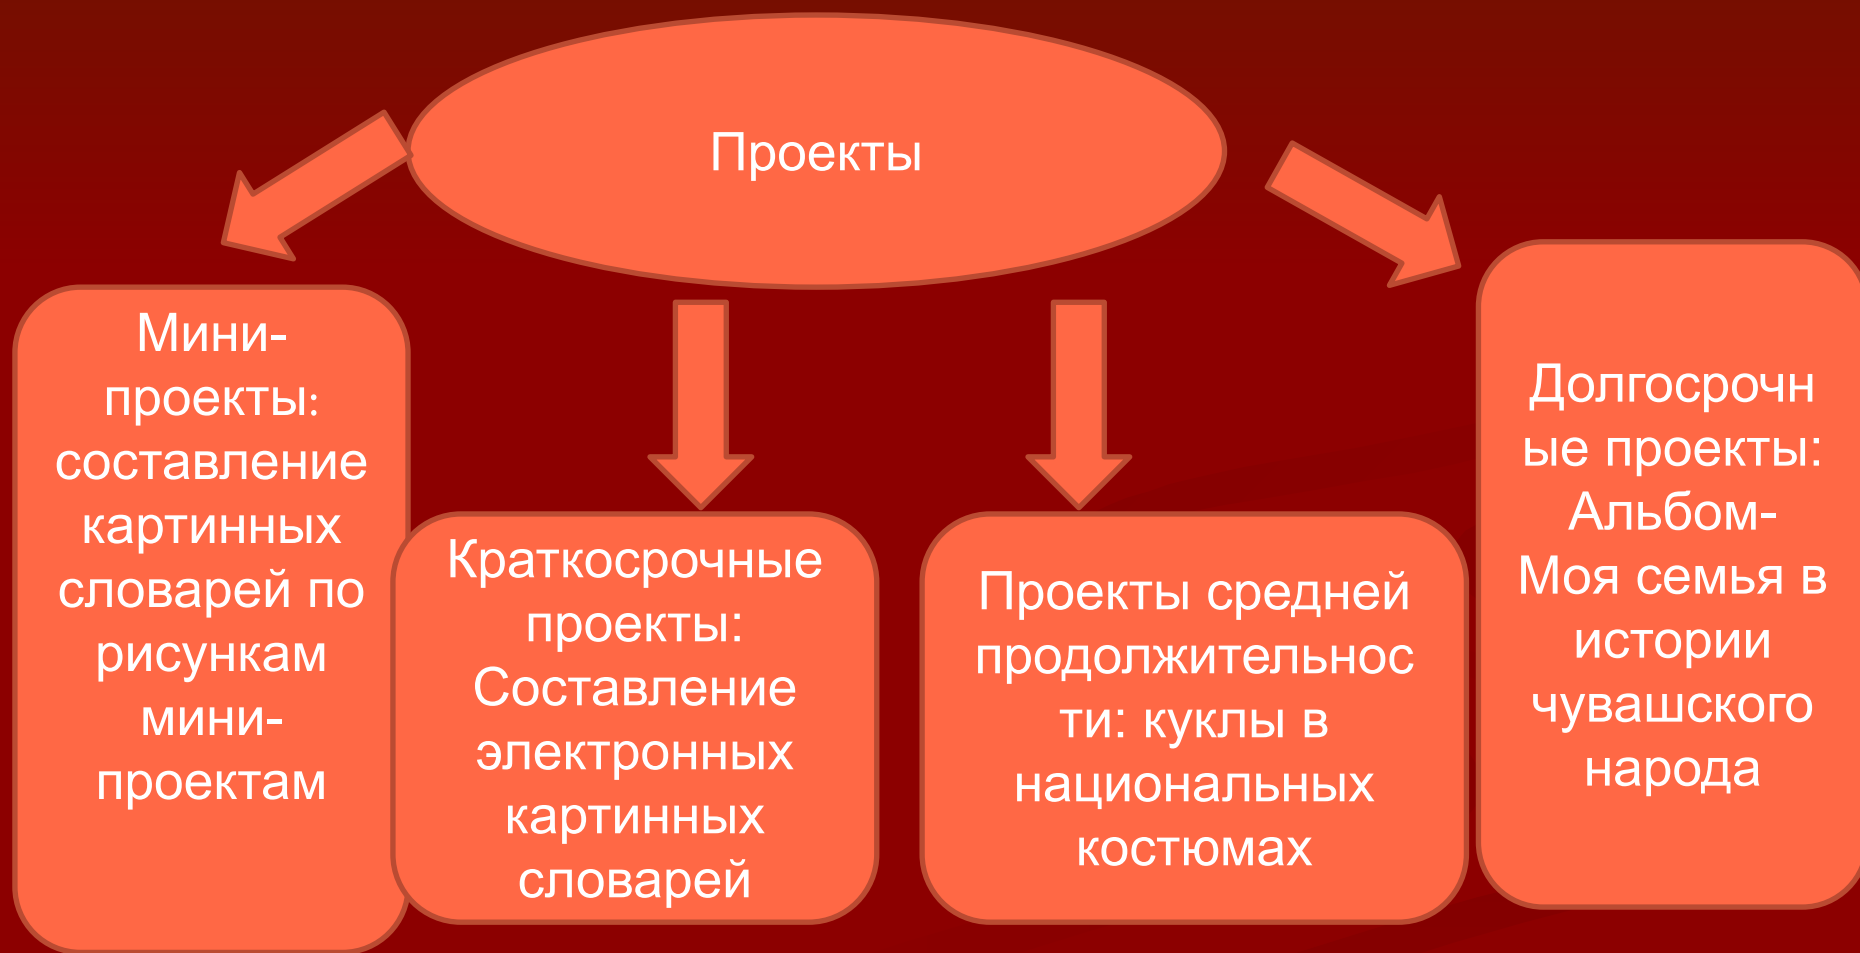 Проекты
Мини-
проекты:
составление
картинных
словарей по
рисункам
мини-
проектам
Краткосрочные
проекты:
Составление
электронных
картинных
словарей
Проекты средней
продолжительнос
ти: куклы в
национальных
костюмах
Долгосрочн
ые проекты:
Альбом-
Моя семья в
истории
чувашского
народа